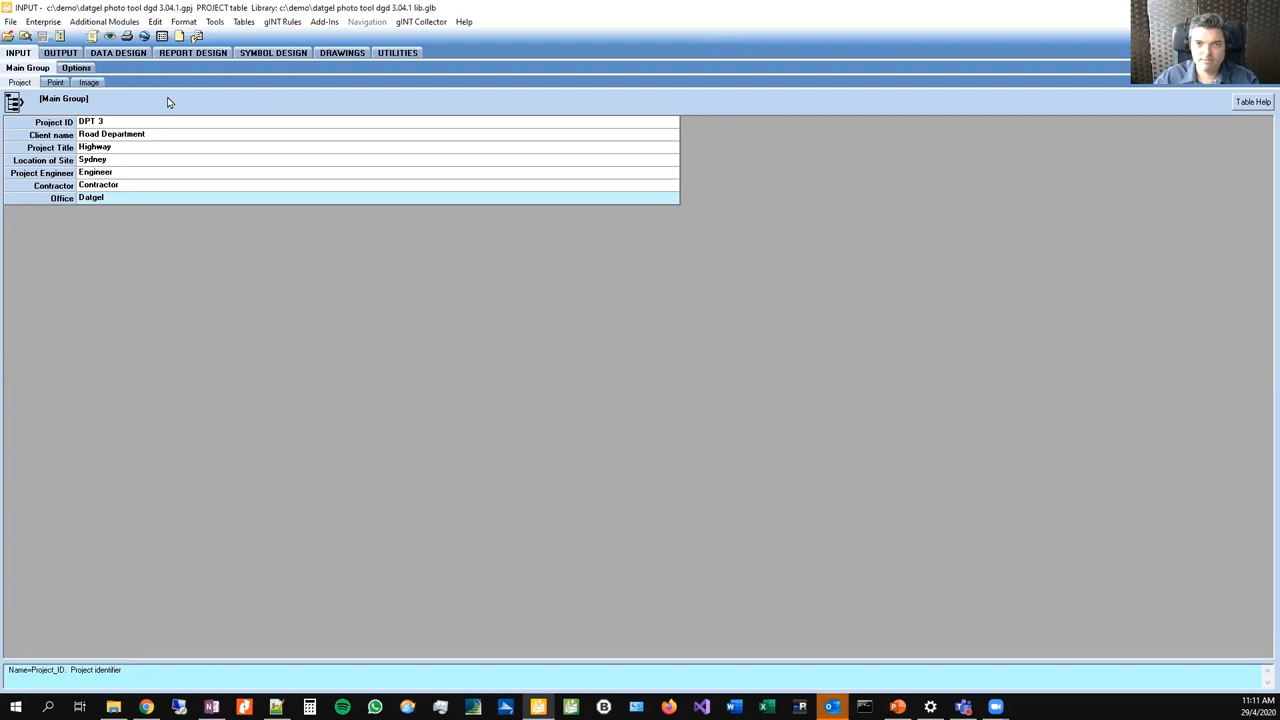 INPUT - c:\demo\datgel photo tool dgd 3.04.1.gpj PROJECT table Library: c:\demo\datgel photo tool dgd 3.04.1 lib.glb
File Enterprise Additional Modules Edit Format Tools Tables gINT Rules Add-Ins Navigation gINT Collector Help
INPUT OUTPUT DATA DESIGN REPORT DESIGN SYMBOL DESIGN DRAWINGS UTILITIES
Main Group Options
Project Point Image
[Main Group] Table Help
Project ID DPT 3
Client name Road Department
Project Title Highway
Location of Site Sydney
Project Engineer Engineer
Contractor Contractor
Office Datgel
Name=Project_ID. Project identifier
11:11 AM
29/4/2020